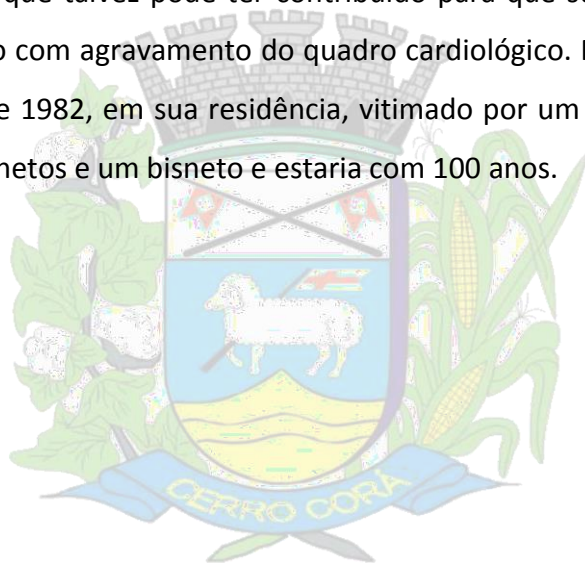 que talvez pode ter contribuído para que s
o com agravamento do quadro cardiológico.
e 1982, em sua residência, vitimado por um
netos e um bisneto e estaria com 100 anos.
CERRO CORÁ